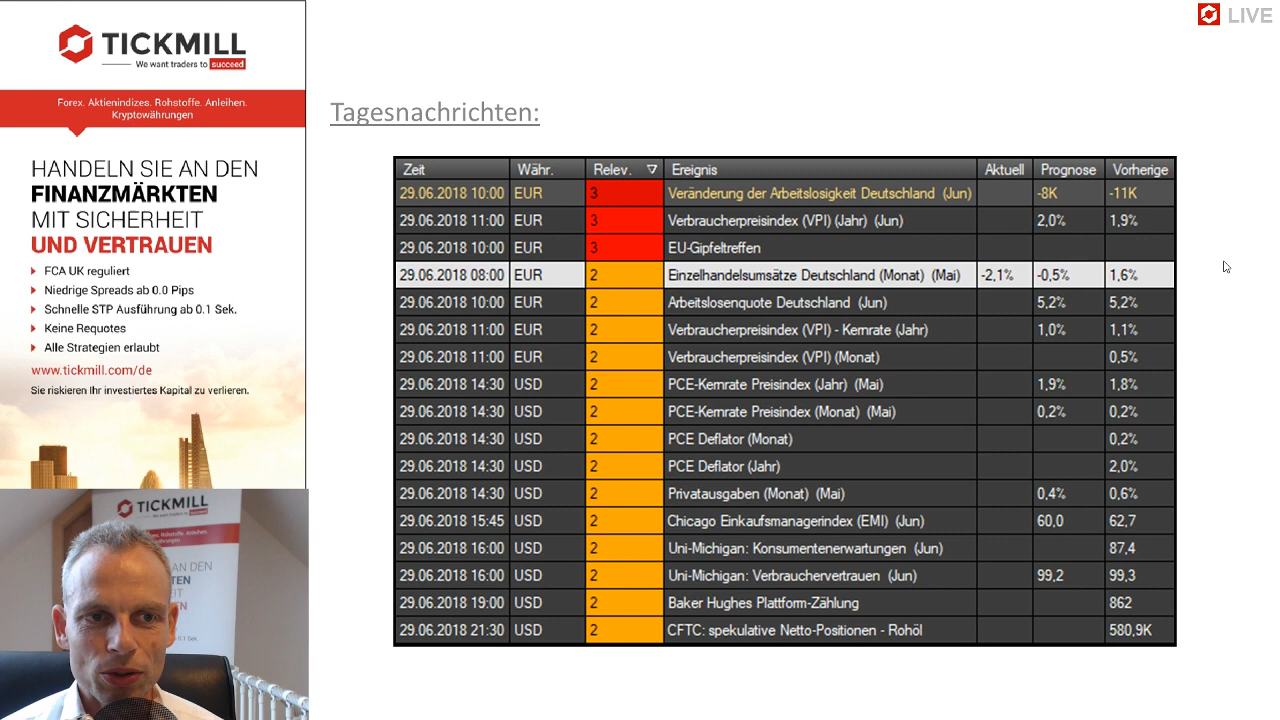 TICKMILL
We want traders to succeed
Forex. Aktienindizes. Rohstoffe. Anleihen.
Kryptowährungen
HANDELN SIE AN DEN
FINANZMÄRKTEN
MIT SICHERHEIT
UND VERTRAUEN
FCA UK reguliert
Niedrige Spreads ab 0.0 Pips
Schnelle STP Ausführung ab 0.1 Sek.
Keine Requotes
Alle Strategien erlaubt
www.tickmill.com/de
Sie riskieren Ihr investiertes Kapital zu verlieren.
TICKMILL
We want traders to succeed
LIVE
Tagesnachrichten:
Zeit Währ. Relev. Ereignis Aktuell Prognose Vorherige
29.06.2018 10:00 EUR 3 Veränderung der Arbeitslosigkeit Deutschland (Jun) -8K -11K
29.06.2018 11:00 EUR 3 Verbraucherpreisindex (VPI) (Jahr) (Jun) 2,0% 1,9%
29.06.2018 10:00 EUR 3 EU-Gipfeltreffen
29.06.2018 08:00 EUR 2 Einzelhandelsumsätze Deutschland (Monat) (Mai) -2,1% -0,5% 1,6%
29.06.2018 10:00 EUR 2 Arbeitslosenquote Deutschland (Jun) 5,2% 5,2%
29.06.2018 11:00 EUR 2 Verbraucherpreisindex (VPI) - Kernrate (Jahr) 1,0% 1,1%
29.06.2018 11:00 EUR 2 Verbraucherpreisindex (VPI) (Monat) 0,5%
29.06.2018 14:30 USD 2 PCE-Kernrate Preisindex (Jahr) (Mai) 1,9% 1,8%
29.06.2018 14:30 USD 2 PCE-Kernrate Preisindex (Monat) (Mai) 0,2% 0,2%
29.06.2018 14:30 USD 2 PCE Deflator (Monat) 0,2%
29.06.2018 14:30 USD 2 PCE Deflator (Jahr) 2,0%
29.06.2018 14:30 USD 2 Privatausgaben (Monat) (Mai) 0,4% 0,6%
29.06.2018 15:45 USD 2 Chicago Einkaufsmanagerindex (EMI) (Jun) 60,0 62,7
29.06.2018 16:00 USD 2 Uni-Michigan: Konsumentenerwartungen (Jun) 87,4
29.06.2018 16:00 USD 2 Uni-Michigan: Verbrauchervertrauen (Jun) 99,2 99,3
29.06.2018 19:00 USD 2 Baker Hughes Plattform-Zählung 862
29.06.2018 21:30 USD 2 CFTC: spekulative Netto-Positionen - Rohöl 580,9K